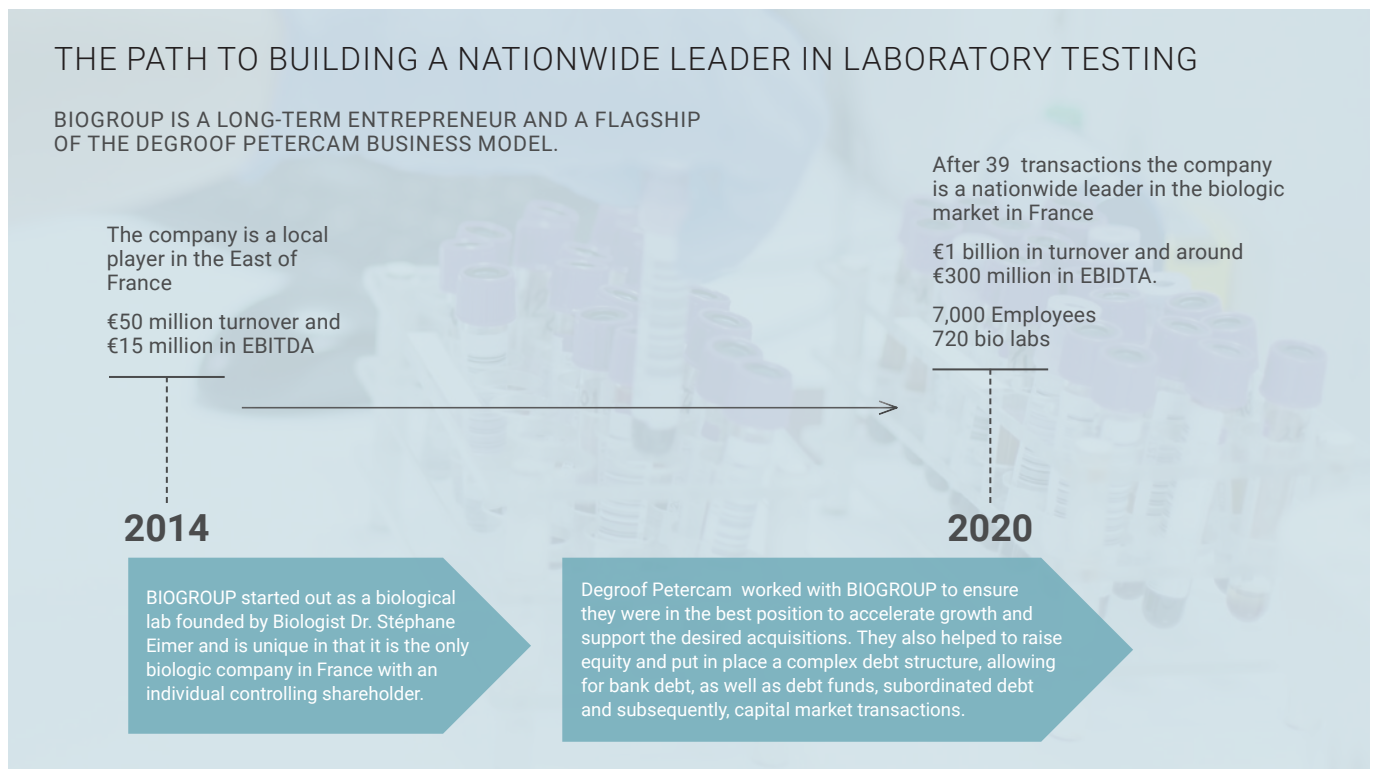 THE PATH TO BUILDING A NATIONWIDE LEADER IN LABORATORY TESTING
BIOGROUP IS A LONG-TERM ENTREPRENEUR AND A FLAGSHIP
OF THE DEGROOF PETERCAM BUSINESS MODEL.
The company is a local
player in the East of
France
€50 million turnover and
€15 million in EBITDA
After 39 transactions the company
is a nationwide leader in the biologic
market in France
€1 billion in turnover and around
€300 million in EBIDTA.
7,000 Employees
720 bio labs
2014
2020
BIOGROUP started out as a biological
lab founded by Biologist Dr. Stéphane
Eimer and is unique in that it is the only
biologic company in France with an
individual controlling shareholder.
Degroof Petercam worked with BIOGROUP to ensure
they were in the best position to accelerate growth and
support the desired acquisitions. They also helped to raise
equity and put in place a complex debt structure, allowing
for bank debt, as well as debt funds, subordinated debt
and subsequently, capital market transactions.